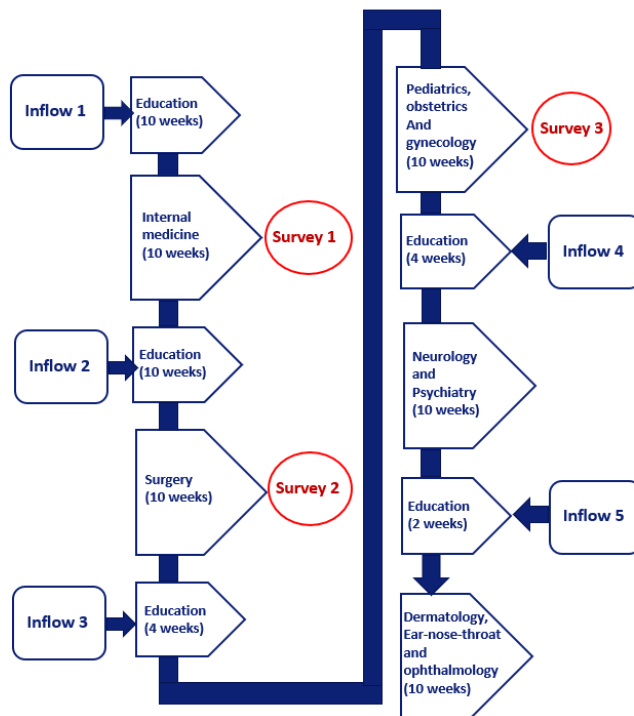 Inflow 1
Education
(10 weeks)
Internal
medicine
(10 weeks)
Survey 1
Inflow 2
Education
(10 weeks)
Surgery
(10 weeks)
Survey 2
Inflow 3
Education
(4 weeks)
Pediatrics,
obstetrics
And
gynecology
(10 weeks)
Survey 3
Education
(4 weeks)
Inflow 4
Neurology
and
Psychiatry
(10 weeks)
Education
(2 weeks)
Inflow 5
Dermatology,
Ear-nose-throat
and
ophthalmology
(10 weeks)